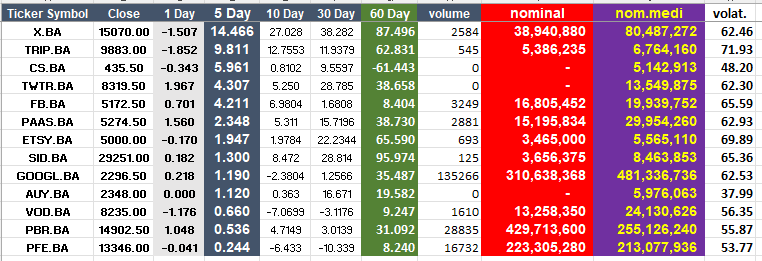 Ticker Symbol Close 1 Day 5 Day 10 Day 30 Day 60 Day volume nominal nom.medi volat.
X.BA 15070.00 -1.507 14.466 27.028 38.282 87.496 2584 38,940,880 80,487,272 62.46
TRIP.BA 9883.00 -1.852 9.811 12.7553 11.9379 62.831 545 5,386,235 6,764,160 71.93
CS.BA 435.50 -0.343 5.961 0.8102 9.5597 -61.443 0 - 5,142,913 48.20
TWTR.BA 8319.50 1.967 4.307 5.250 28.785 38.658 0 - 13,549,875 62.30
FB.BA 5172.50 0.701 4.211 6.9804 1.6808 8.404 3249 16,805,452 19,939,752 65.59
PAAS.BA 5274.50 1.560 2.348 5.311 15.7196 38.730 2881 15,195,834 29,954,260 62.93
ETSY.BA 5000.00 -0.170 1.947 1.9784 22.2344 65.590 693 3,465,000 5,565,110 69.89
SID.BA 29251.00 0.182 1.300 8.472 28.814 95.974 125 3,656,375 8,463,853 65.36
GOOGL.BA 2296.50 0.218 1.190 -2.3804 1.2566 35.487 135266 310,638,368 481,336,736 62.53
AUY.BA 2348.00 0.000 1.120 0.363 16.671 19.582 0 - 5,976,063 37.99
VOD.BA 8235.00 -1.176 0.660 -7.0699 -3.1176 9.247 1610 13,258,350 24,130,626 56.35
PBR.BA 14902.50 1.048 0.536 4.7149 3.0139 31.092 28835 429,713,600 255,126,240 55.87
PFE.BA 13346.00 -0.041 0.244 -6.433 -10.339 8.240 16732 223,305,280 213,077,936 53.77